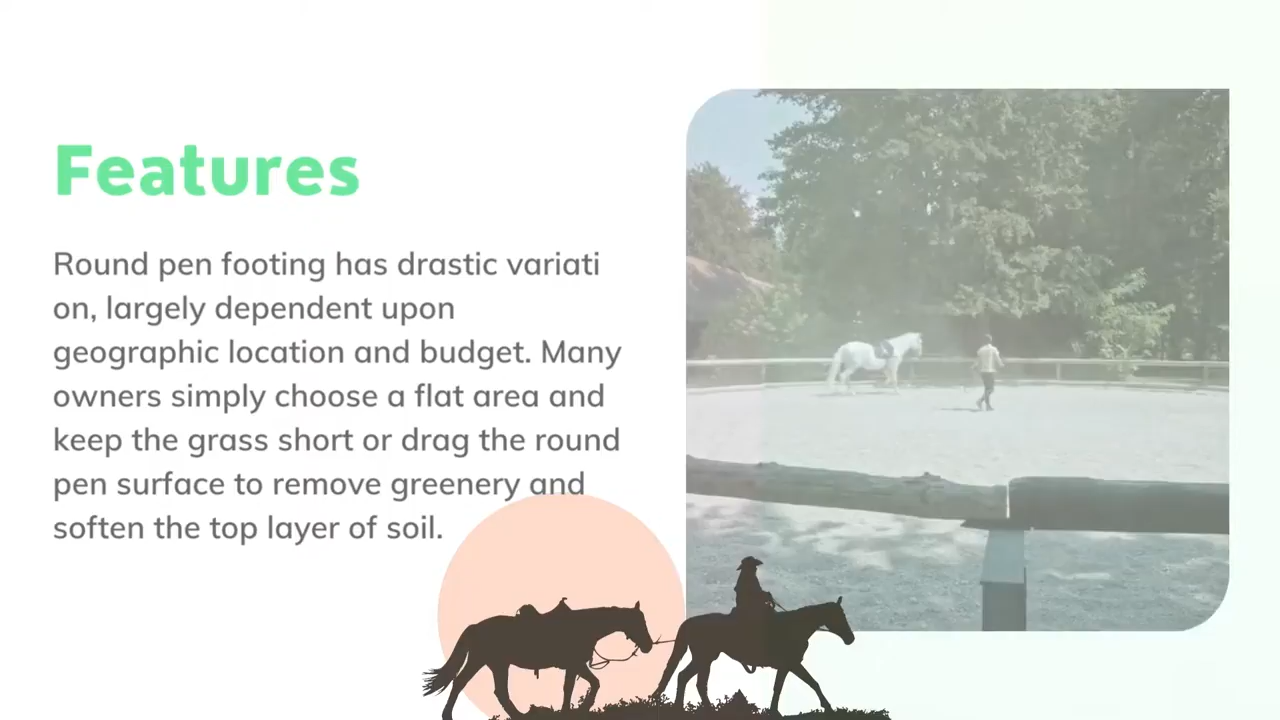 Features
Round pen footing has drastic variati
on, largely dependent upon
geographic location and budget. Many
owners simply choose a flat area and
keep the grass short or drag the round
pen surface to remove greenery and
soften the top layer of soil.